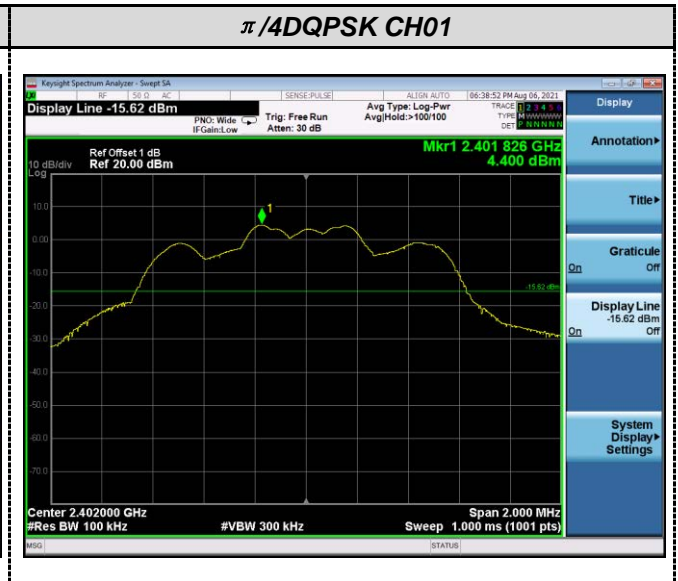 π/4DQPSK CH01
Keysight Spectrum Analyzer - Swept SA
RF 50 Ω AC SENSE:PULSE ALIGN AUTO 06:38:52 PM Aug 06, 2021
Display Line -15.62 dBm
PNO: Wide
IFGain:Low
Trig: Free Run
Atten: 30 dB
Avg Type: Log-Pwr
Avg|Hold:>100/100
TRACE 1 2 3 4 5 6
TYPE M WWWWW
DET P N N N N N
Display
Ref Offset 1 dB
10 dB/div Ref 20.00 dBm
Log
Mkr1 2.401 826 GHz
4.400 dBm
1
10.0
0.00
-10.0
-15.62 dBm
-20.0
-30.0
-40.0
-50.0
-60.0
-70.0
Center 2.402000 GHz Span 2.000 MHz
#Res BW 100 kHz #VBW 300 kHz Sweep 1.000 ms (1001 pts)
MSG STATUS
Annotation
Title
Graticule
On Off
Display Line
-15.62 dBm
On Off
System
Display
Settings